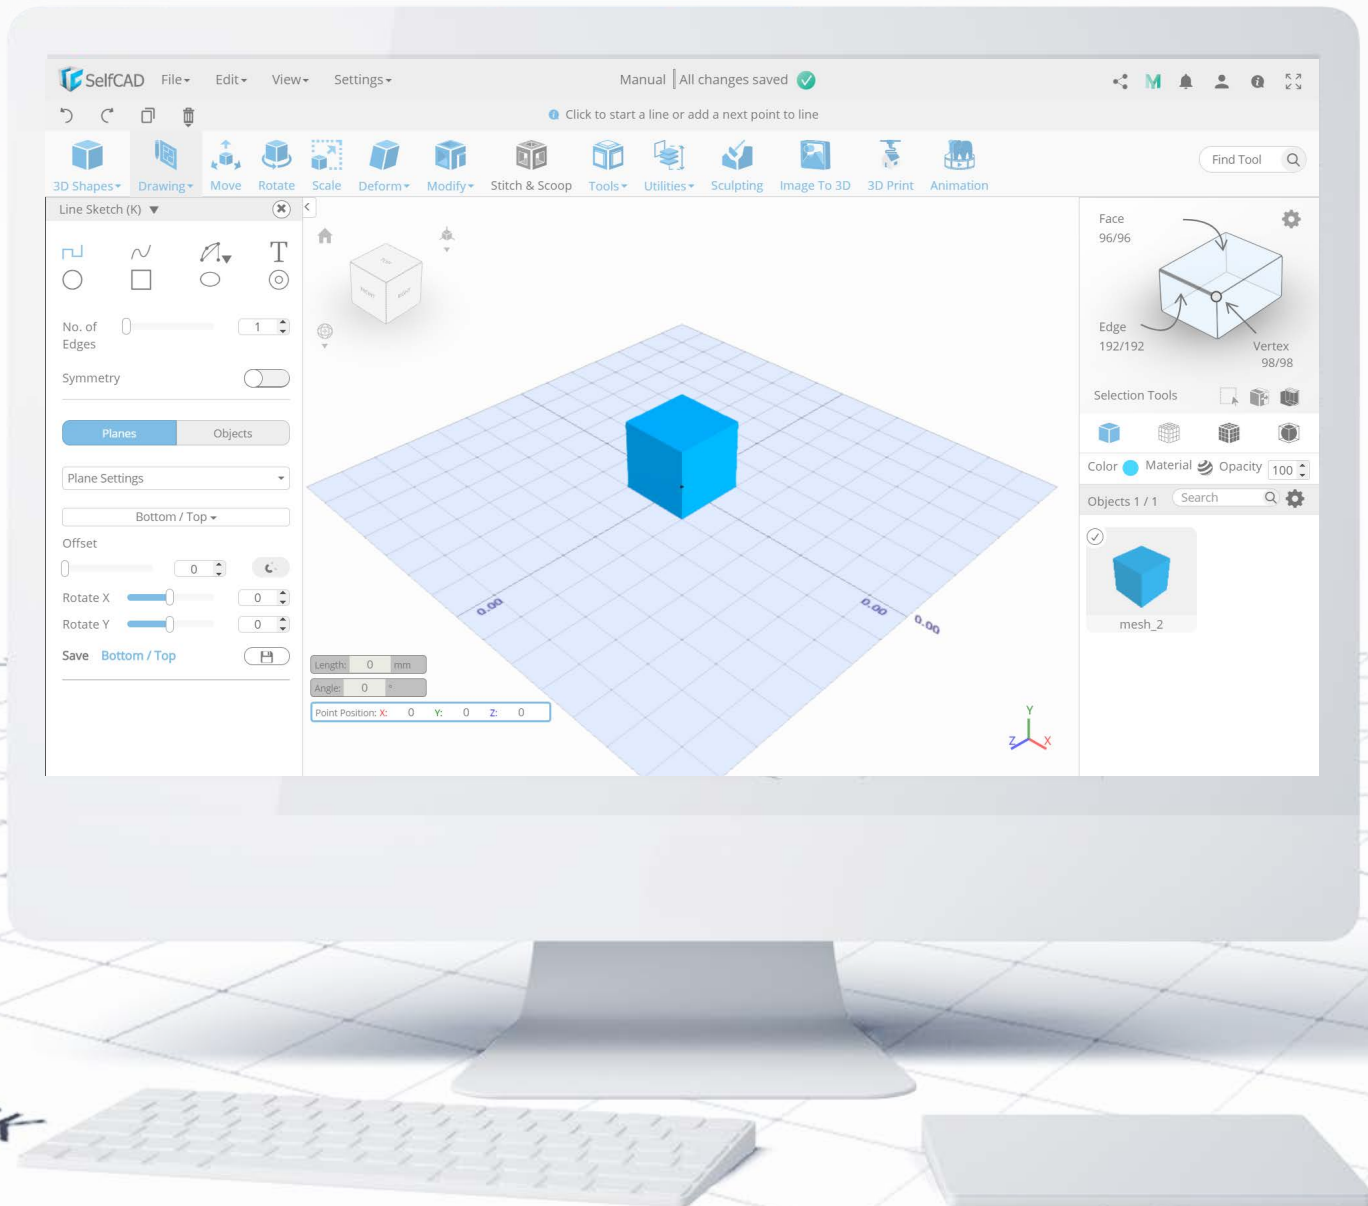 SelfCAD File Edit View Settings Manual All changes saved
Click to start a line or add a next point to line
3D Shapes Drawing Move Rotate Scale Deform Modify Stitch & Scoop Tools Utilities Sculpting Image To 3D 3D Print Animation Find Tool
Line Sketch (K)
T
No. of Edges 1
Symmetry
Planes Objects
Plane Settings
Bottom / Top
Offset
0
Rotate X 0
Rotate Y 0
Save Bottom / Top
TOP
FRONT RIGHT
0.00 0.00 0.00
Length: 0 mm
Angle: 0 °
Point Position: X: 0 Y: 0 Z: 0
Y
Z X
Face
96/96
Edge
192/192
Vertex
98/98
Selection Tools
Color Material Opacity 100
Objects 1 / 1 Search
mesh_2